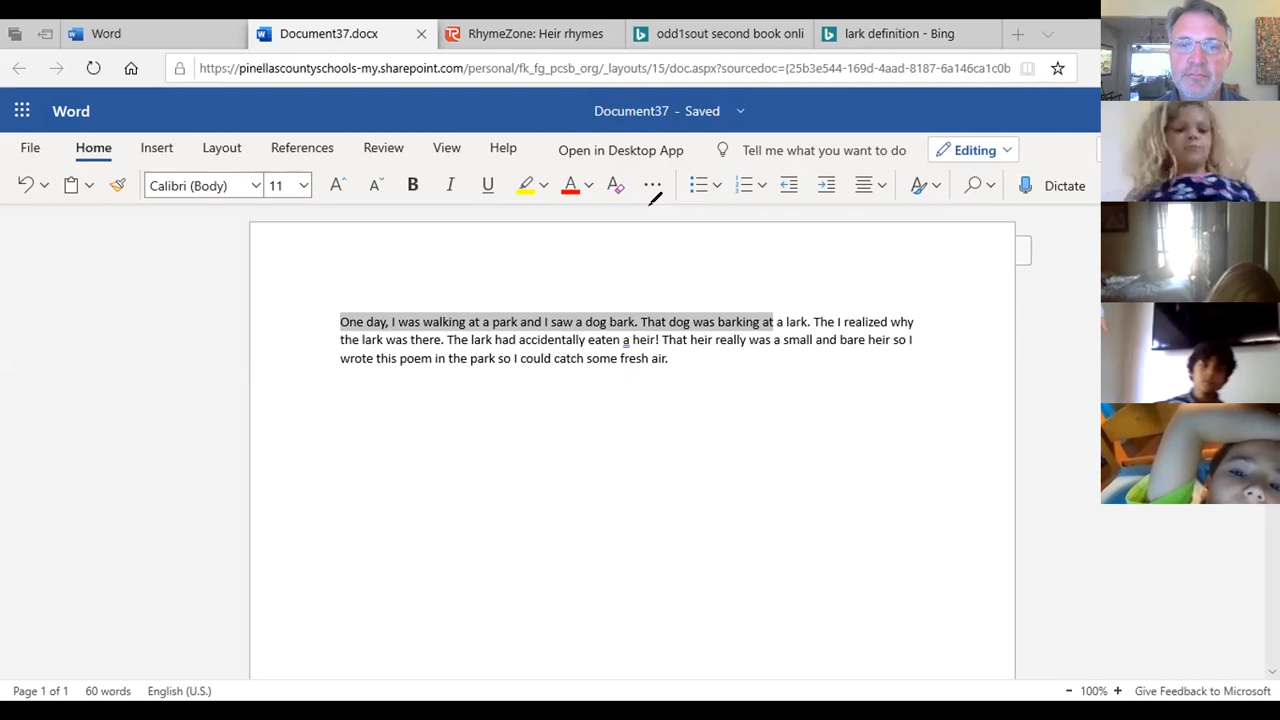 Word
Document37.docx
RhymeZone: Heir rhymes
odd1sout second book onli
lark definition - Bing
https://pinellascountyschools-my.sharepoint.com/personal/fk_fg_pcsb_org/_layouts/15/doc.aspx?sourcedoc={25b3e544-169d-4aad-8187-6a146ca1c0b
Word
Document37 - Saved
File Home Insert Layout References Review View Help Open in Desktop App Tell me what you want to do Editing
Calibri (Body) 11 Dictate
One day, I was walking at a park and I saw a dog bark. That dog was barking at a lark. The I realized why
the lark was there. The lark had accidentally eaten a heir! That heir really was a small and bare heir so I
wrote this poem in the park so I could catch some fresh air.
Page 1 of 1 60 words English (U.S.) 100% Give Feedback to Microsoft